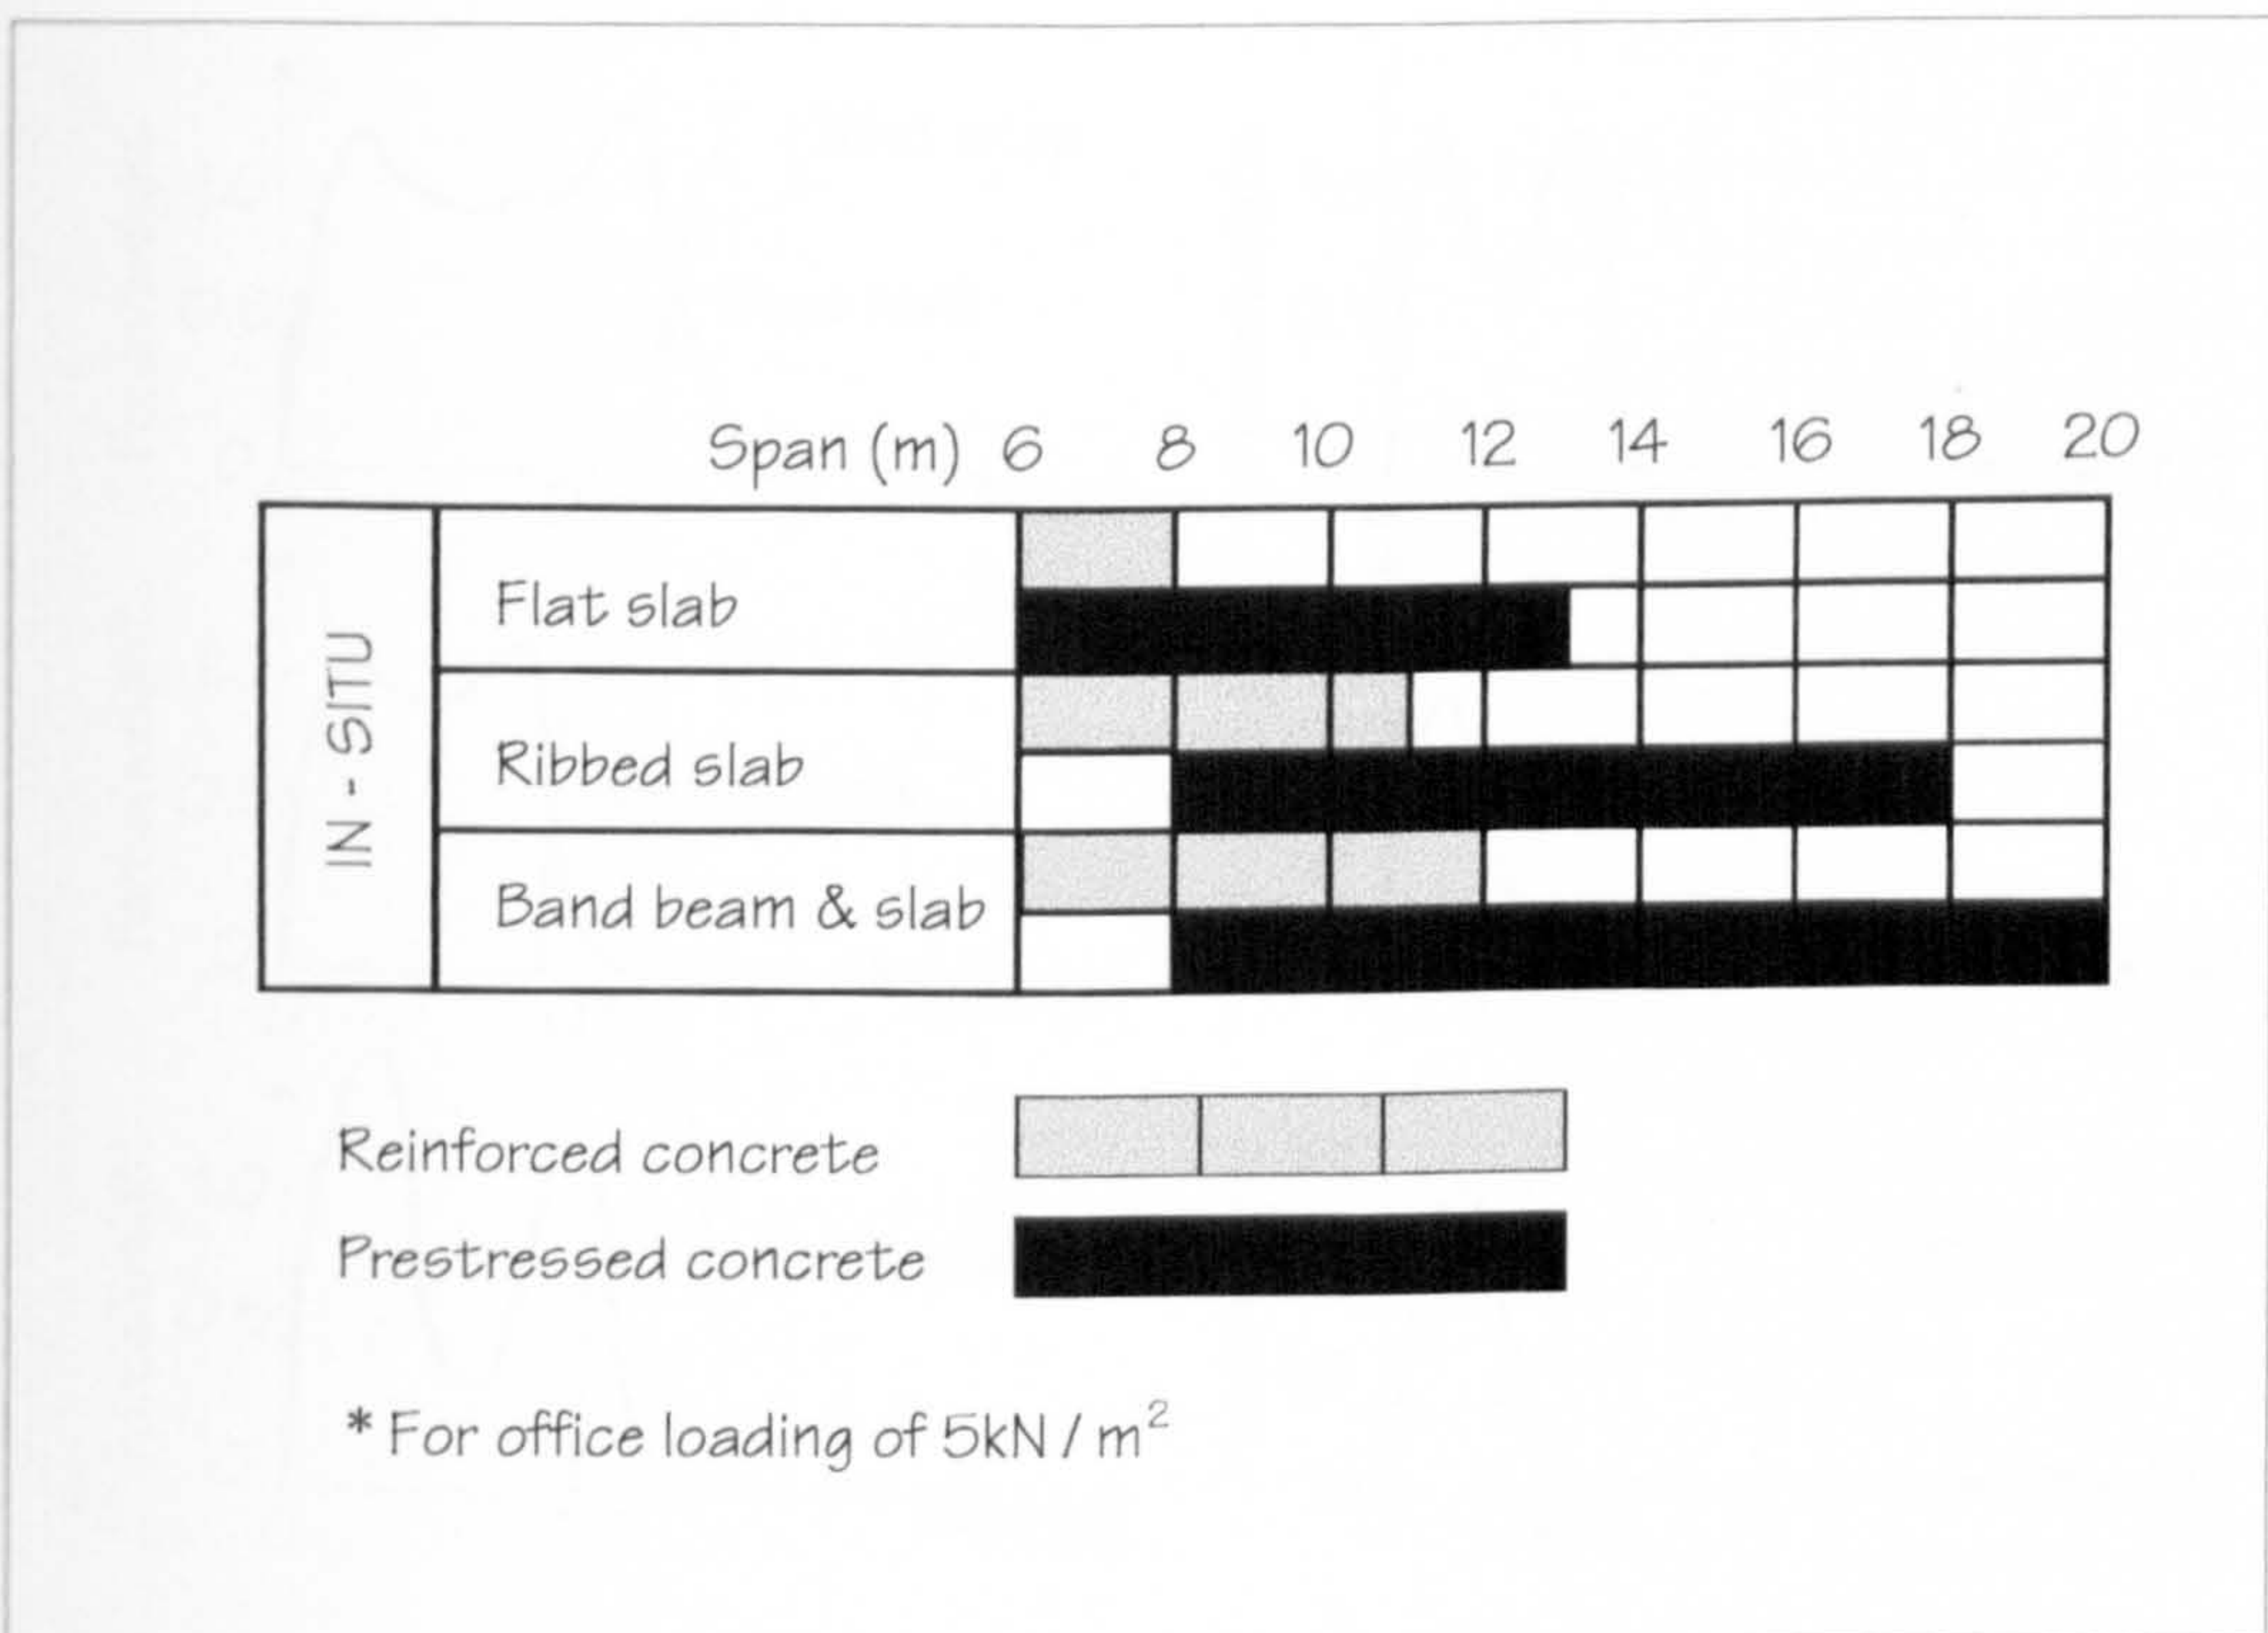 Span (m) 6 8 10 12 14 16 18 20
IN - SITU
Flat slab
Ribbed slab
Band beam & slab
Reinforced concrete
Prestressed concrete
* For office loading of 5kN / m²